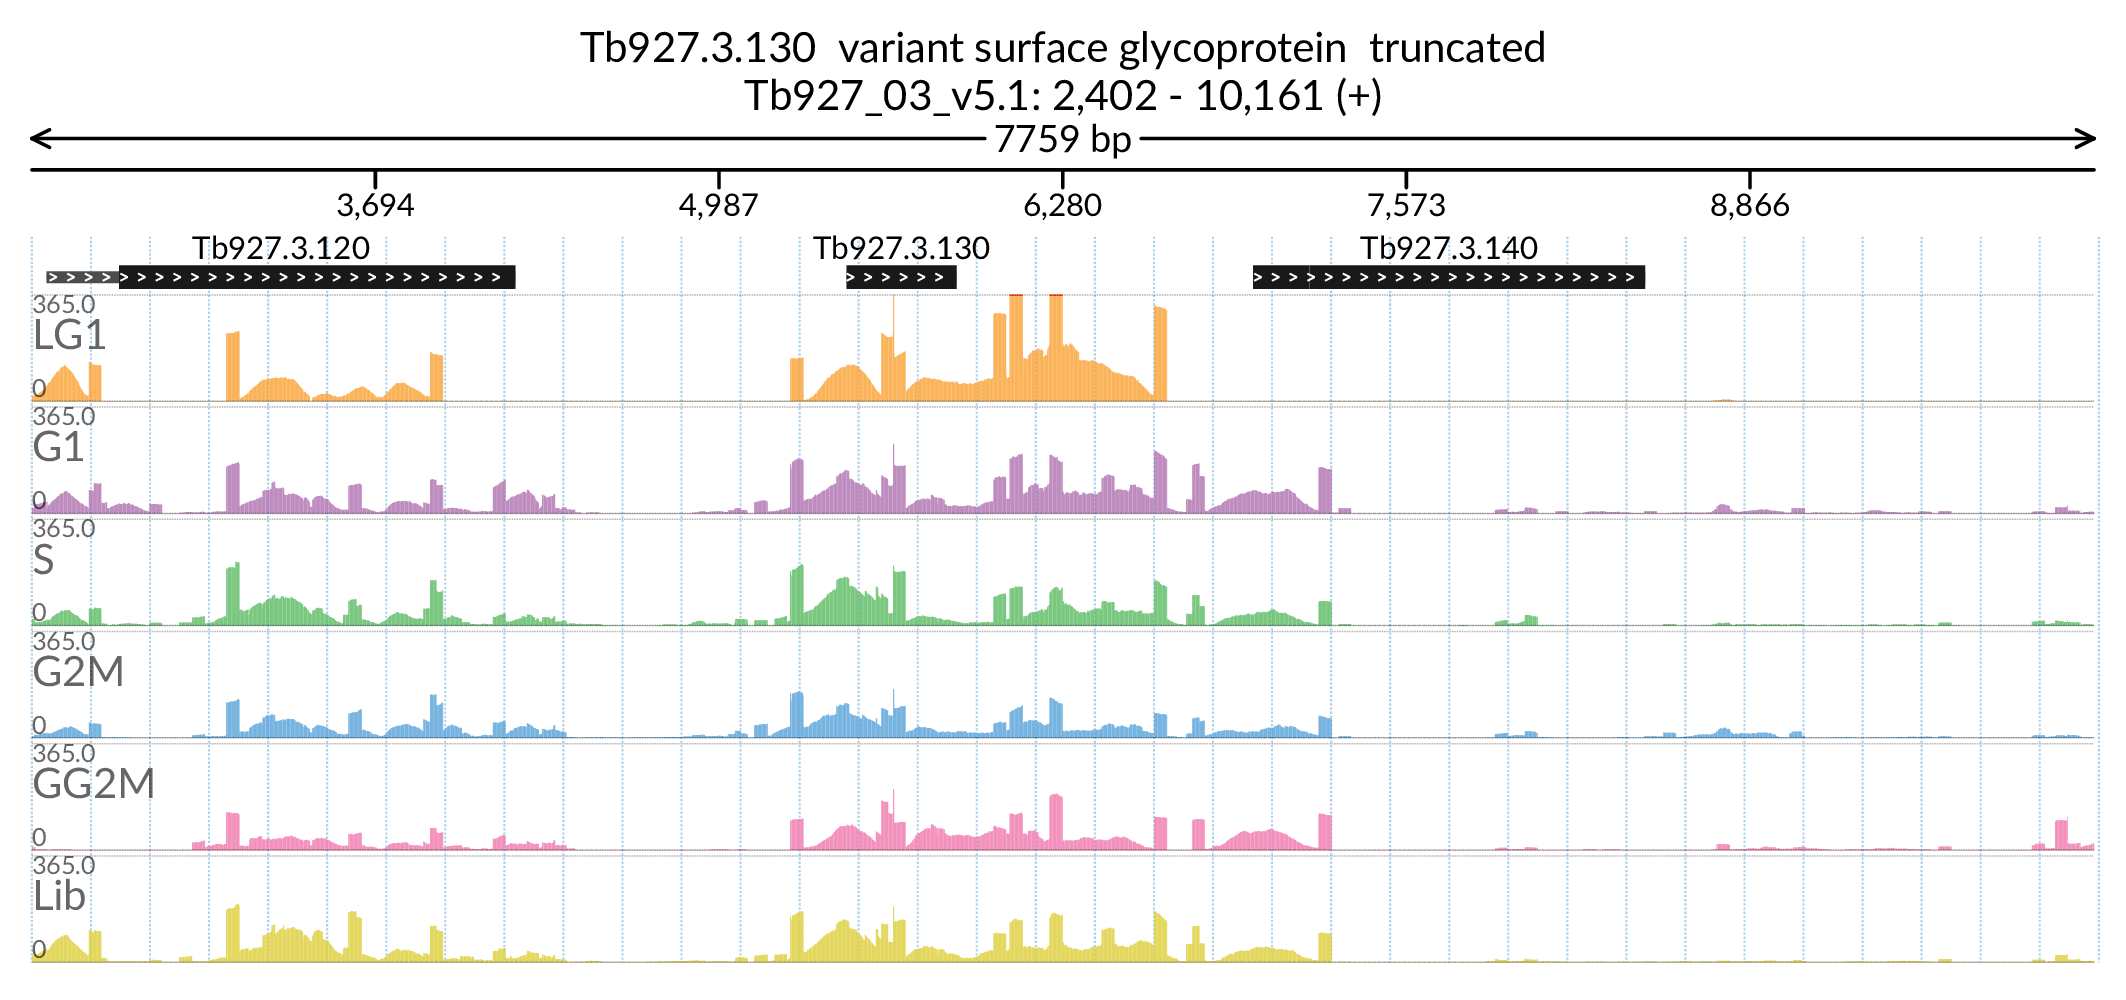 Tb927.3.130 variant surface glycoprotein truncated
Tb927_03_v5.1: 2,402 - 10,161 (+)
7759 bp
3,694 4,987 6,280 7,573 8,866
Tb927.3.120 Tb927.3.130 Tb927.3.140
365.0
LG1
0
365.0
G1
0
365.0
S
0
365.0
G2M
0
365.0
GG2M
0
365.0
Lib
0